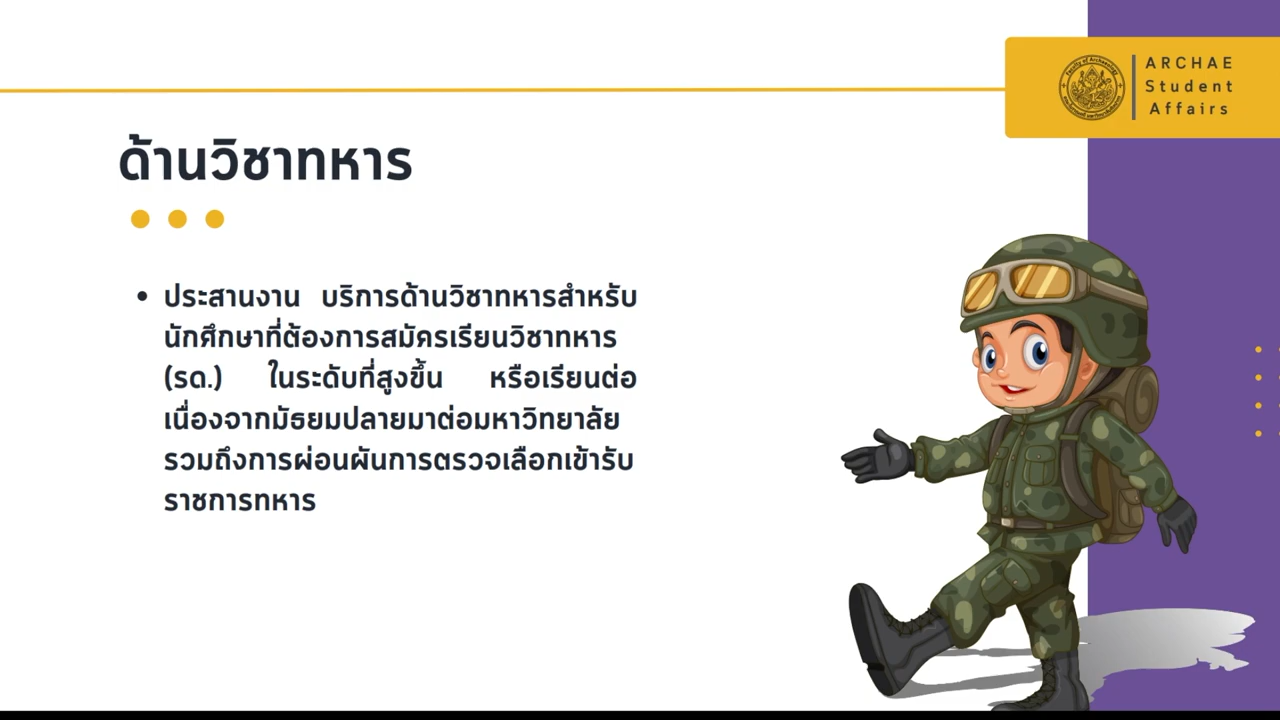 ARCHAE
Student
Affairs
Faculty of Archaeology
ด้านวิชาทหาร
ประสานงาน บริการด้านวิชาทหารสำหรับ
นักศึกษาที่ต้องการสมัครเรียนวิชาทหาร
(รด.) ในระดับที่สูงขึ้น หรือเรียนต่อ
เนื่องจากมัธยมปลายมาต่อมหาวิทยาลัย
รวมถึงการผ่อนผันการตรวจเลือกเข้ารับ
ราชการทหาร